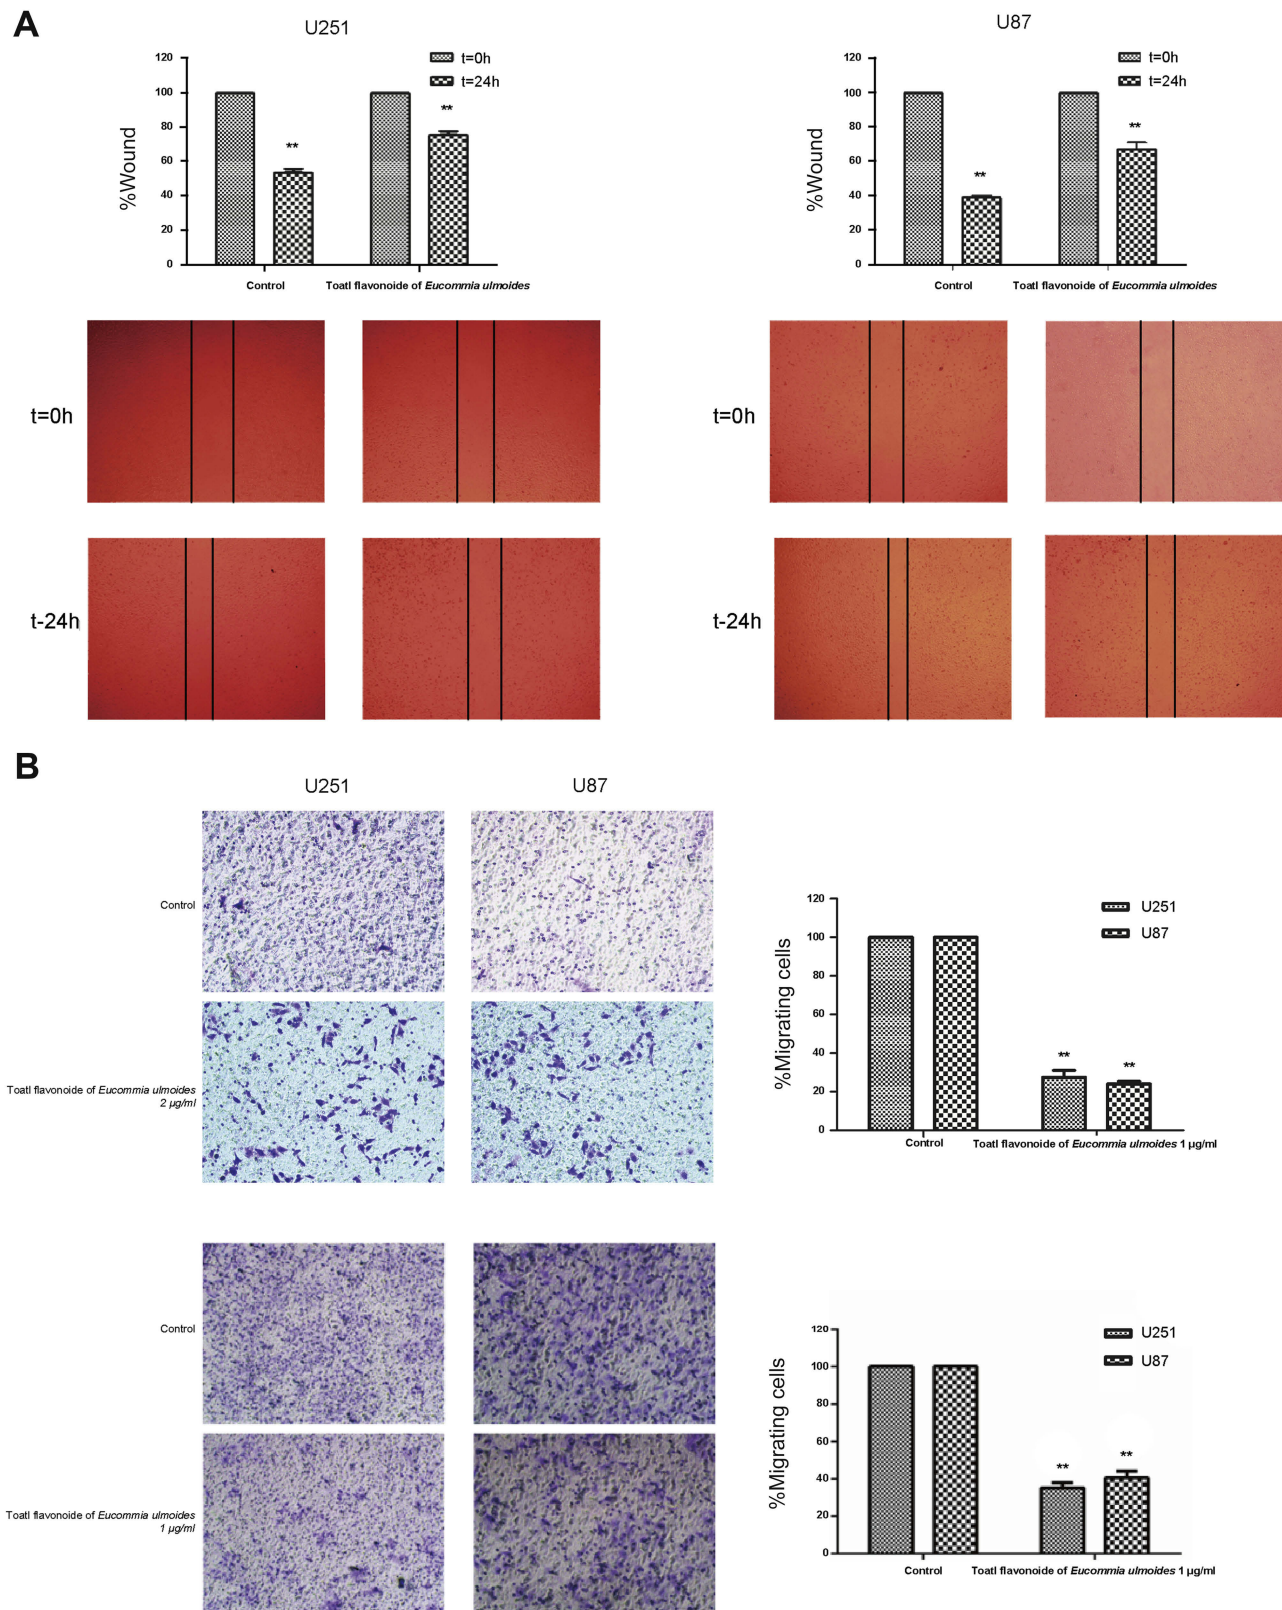 A
U251
120
100
80
60
40
20
0
%Wound
t=0h
t=24h
**
**
Control
Toatl flavonoide of Eucommia ulmoides
U87
120
100
80
60
40
20
0
%Wound
t=0h
t=24h
**
**
Control
Toatl flavonoide of Eucommia ulmoides
t=0h
t=0h
t-24h
t-24h
B
U251
U87
Control
Toatl flavonoide of Eucommia ulmoides
2 μg/ml
120
100
80
60
40
20
0
%Migrating cells
U251
U87
**
**
Control
Toatl flavonoide of Eucommia ulmoides 1 μg/ml
Control
Toatl flavonoide of Eucommia ulmoides
1 μg/ml
120
100
80
60
40
20
0
%Migrating cells
U251
U87
**
**
Control
Toatl flavonoide of Eucommia ulmoides 1 μg/ml